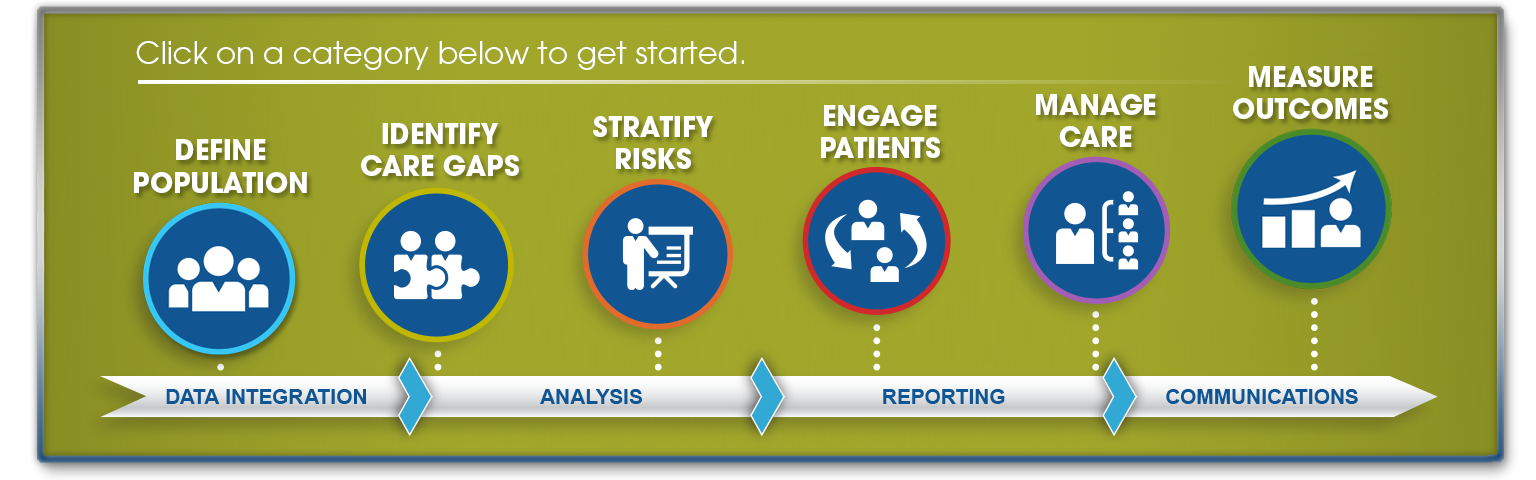 Click on a category below to get started.
DEFINE
POPULATION
IDENTIFY
CARE GAPS
STRATIFY
RISKS
ENGAGE
PATIENTS
MANAGE
CARE
MEASURE
OUTCOMES
DATA INTEGRATION
ANALYSIS
REPORTING
COMMUNICATIONS